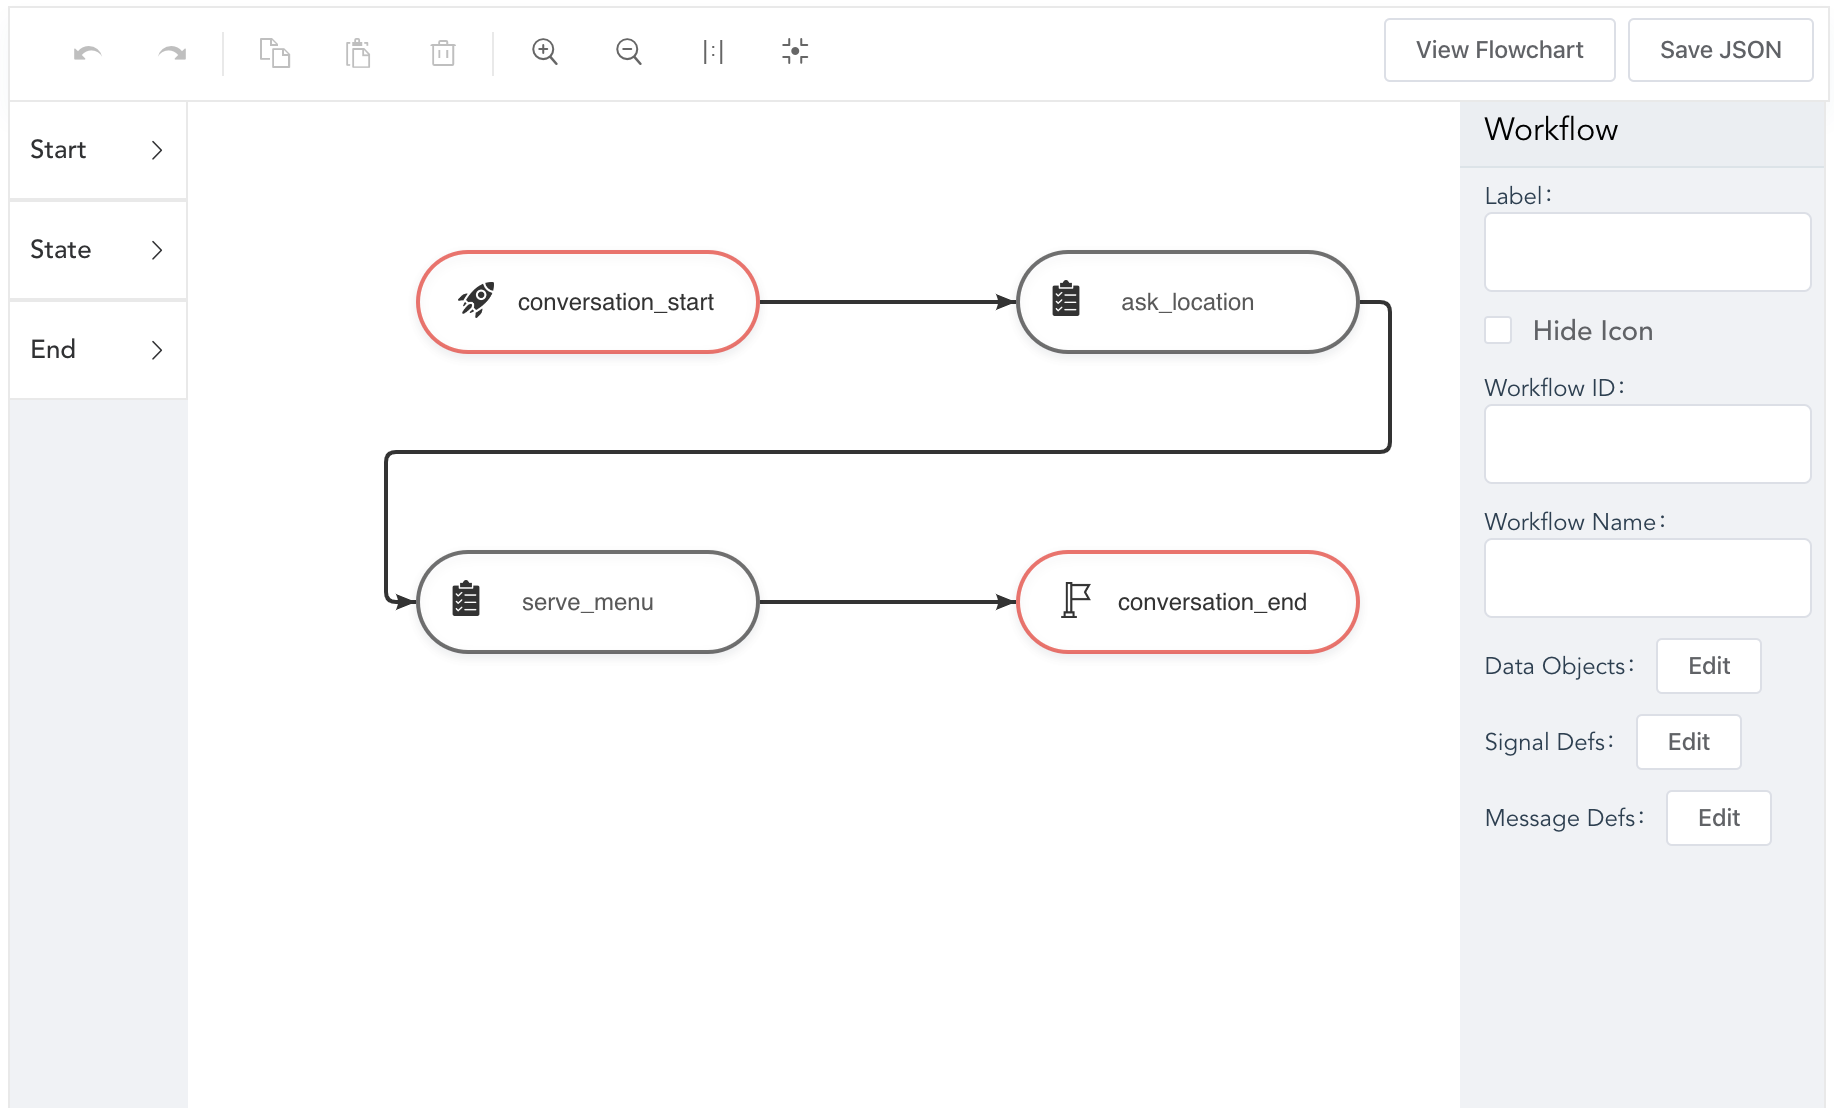 View Flowchart
Save JSON
Start
State
End
conversation_start
ask_location
serve_menu
conversation_end
Workflow
Label:
Hide Icon
Workflow ID:
Workflow Name:
Data Objects:
Edit
Signal Defs:
Edit
Message Defs:
Edit